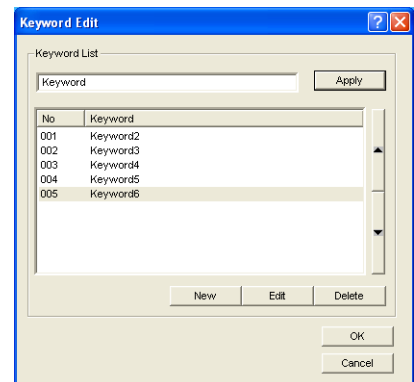 Keyword Edit
Keyword List
Keyword Apply
No Keyword
001 Keyword2
002 Keyword3
003 Keyword4
004 Keyword5
005 Keyword6
New Edit Delete
OK
Cancel